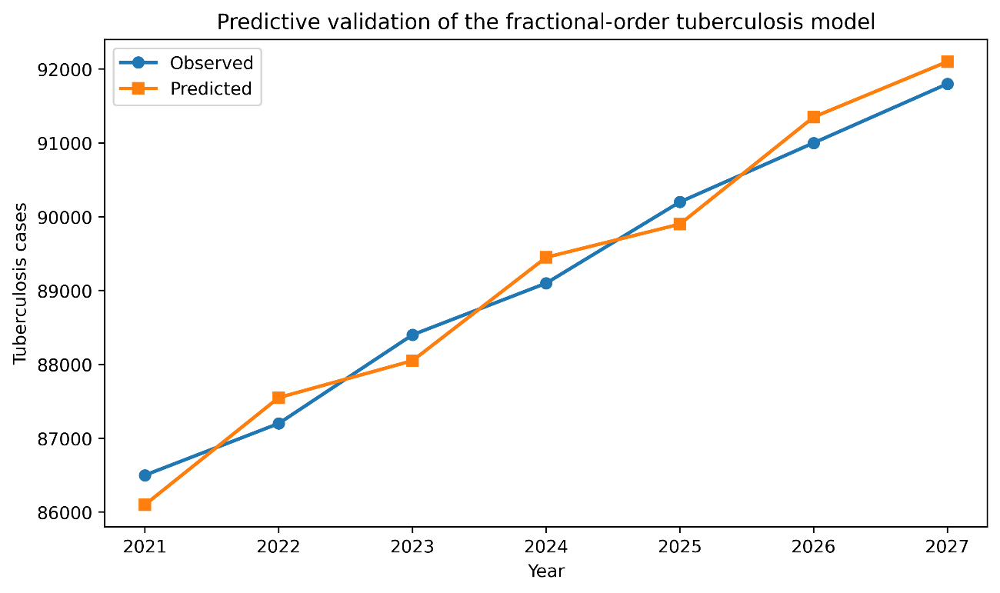 Predictive validation of the fractional-order tuberculosis model
Observed
Predicted
92000
91000
90000
89000
88000
87000
86000
Tuberculosis cases
2021 2022 2023 2024 2025 2026 2027
Year